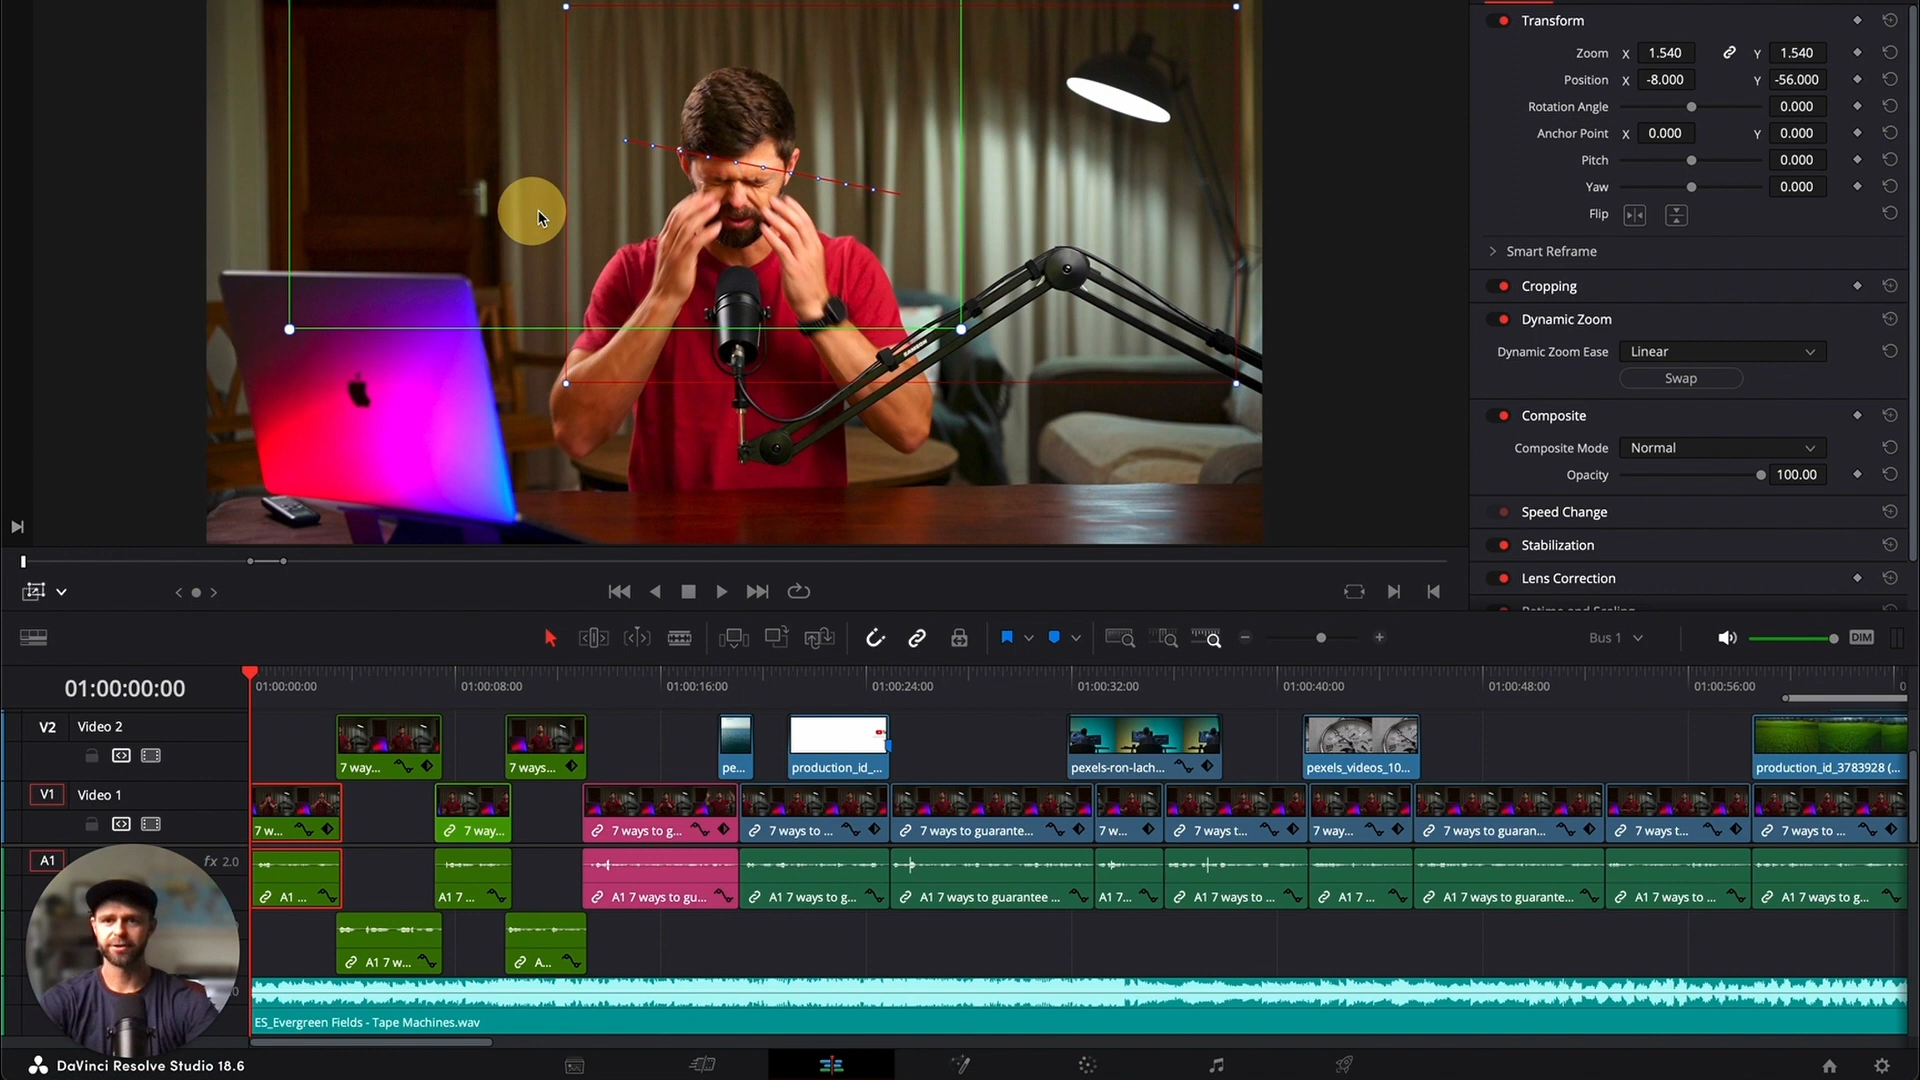 Transform
Zoom X 1.540 Y 1.540
Position X -8.000 Y -56.000
Rotation Angle 0.000
Anchor Point X 0.000 Y 0.000
Pitch 0.000
Yaw 0.000
Flip
Smart Reframe
Cropping
Dynamic Zoom
Dynamic Zoom Ease Linear
Swap
Composite
Composite Mode Normal
Opacity 100.00
Speed Change
Stabilization
Lens Correction
SAMSON
Bus 1 DIM
01:00:00:00
01:00:00:00 01:00:08:00 01:00:16:00 01:00:24:00 01:00:32:00 01:00:40:00 01:00:48:00 01:00:56:00 0
V2 Video 2
7 way... 7 ways... pe... production_id_... pexels-ron-lach... pexels_videos_10... production_id_3783928 (...
V1 Video 1
7 w... 7 way... 7 ways to g... 7 ways to ... 7 ways to guarante... 7 w... 7 ways t... 7 way... 7 ways to guaran... 7 ways t... 7 ways to ...
A1 fx 2.0
A1 ... A1 7 ... A1 7 ways to gu... A1 7 ways to g... A1 7 ways to guarantee ... A1 7... A1 7 ways to ... A1 7 ... A1 7 ways to guarante... A1 7 ways to ... A1 7 ways to g...
A1 7 w... A...
ES_Evergreen Fields - Tape Machines.wav
DaVinci Resolve Studio 18.6